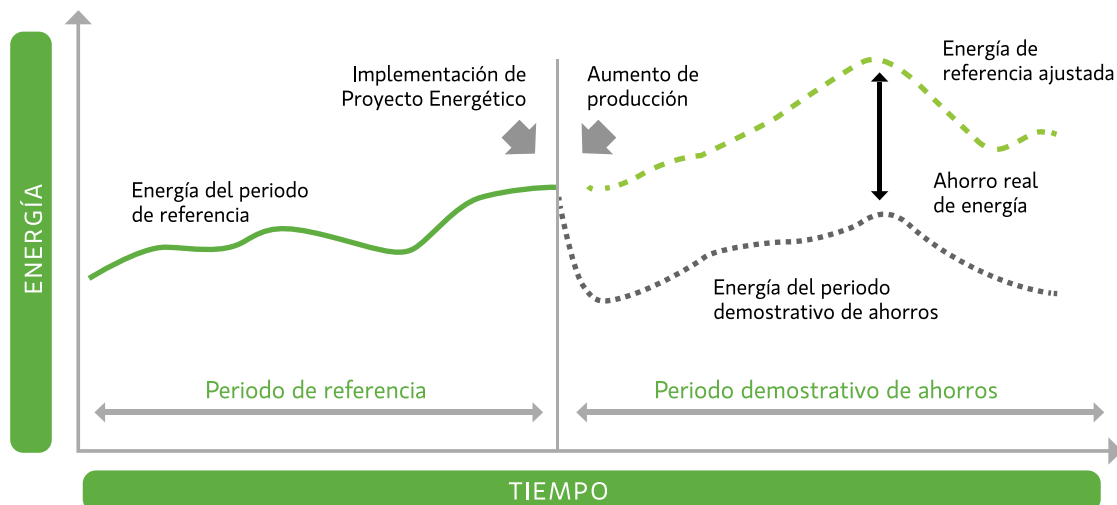 Implementación de
Proyecto Energético
Aumento de
producción
Energía de
referencia ajustada
Energía del periodo
de referencia
Ahorro real
de energía
Energía del periodo
demostrativo de ahorros
ENERGÍA
Periodo de referencia
Periodo demostrativo de ahorros
TIEMPO